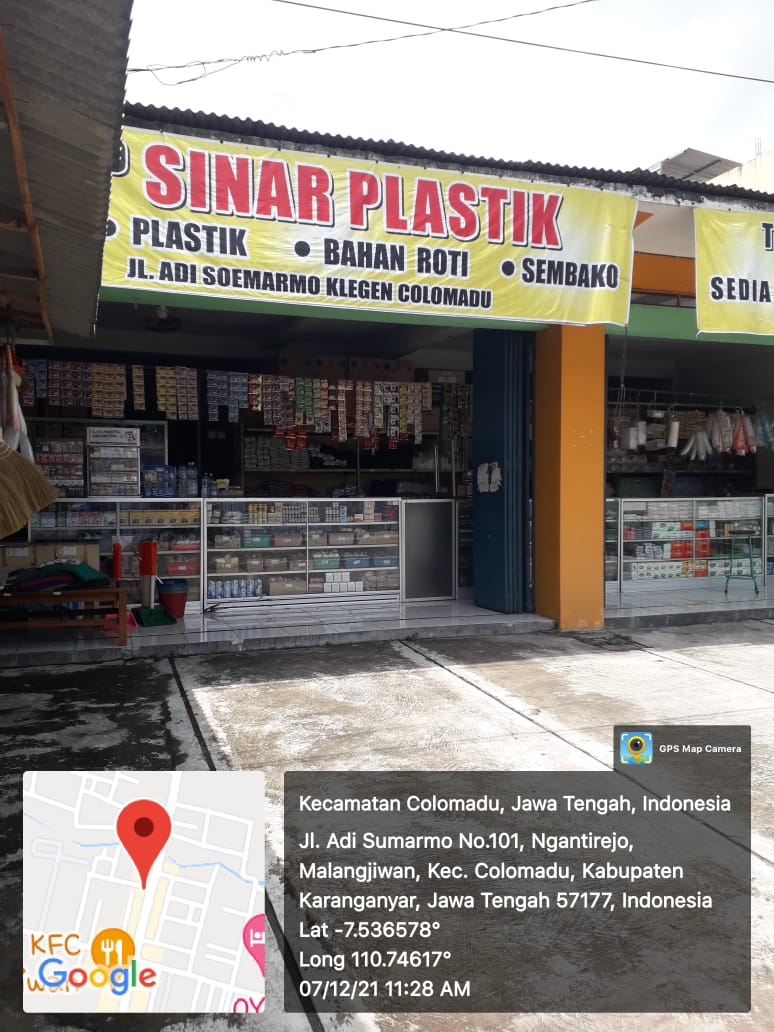 SINAR PLASTIK
• PLASTIK • BAHAN ROTI • SEMBAKO
JL. ADI SOEMARMO KLEGEN COLOMADU
SEDIA
GPS Map Camera
Kecamatan Colomadu, Jawa Tengah, Indonesia
Jl. Adi Sumarmo No.101, Ngantirejo,
Malangjiwan, Kec. Colomadu, Kabupaten
Karanganyar, Jawa Tengah 57177, Indonesia
Lat -7.536578°
Long 110.74617°
07/12/21 11:28 AM
KFC
Google
OY